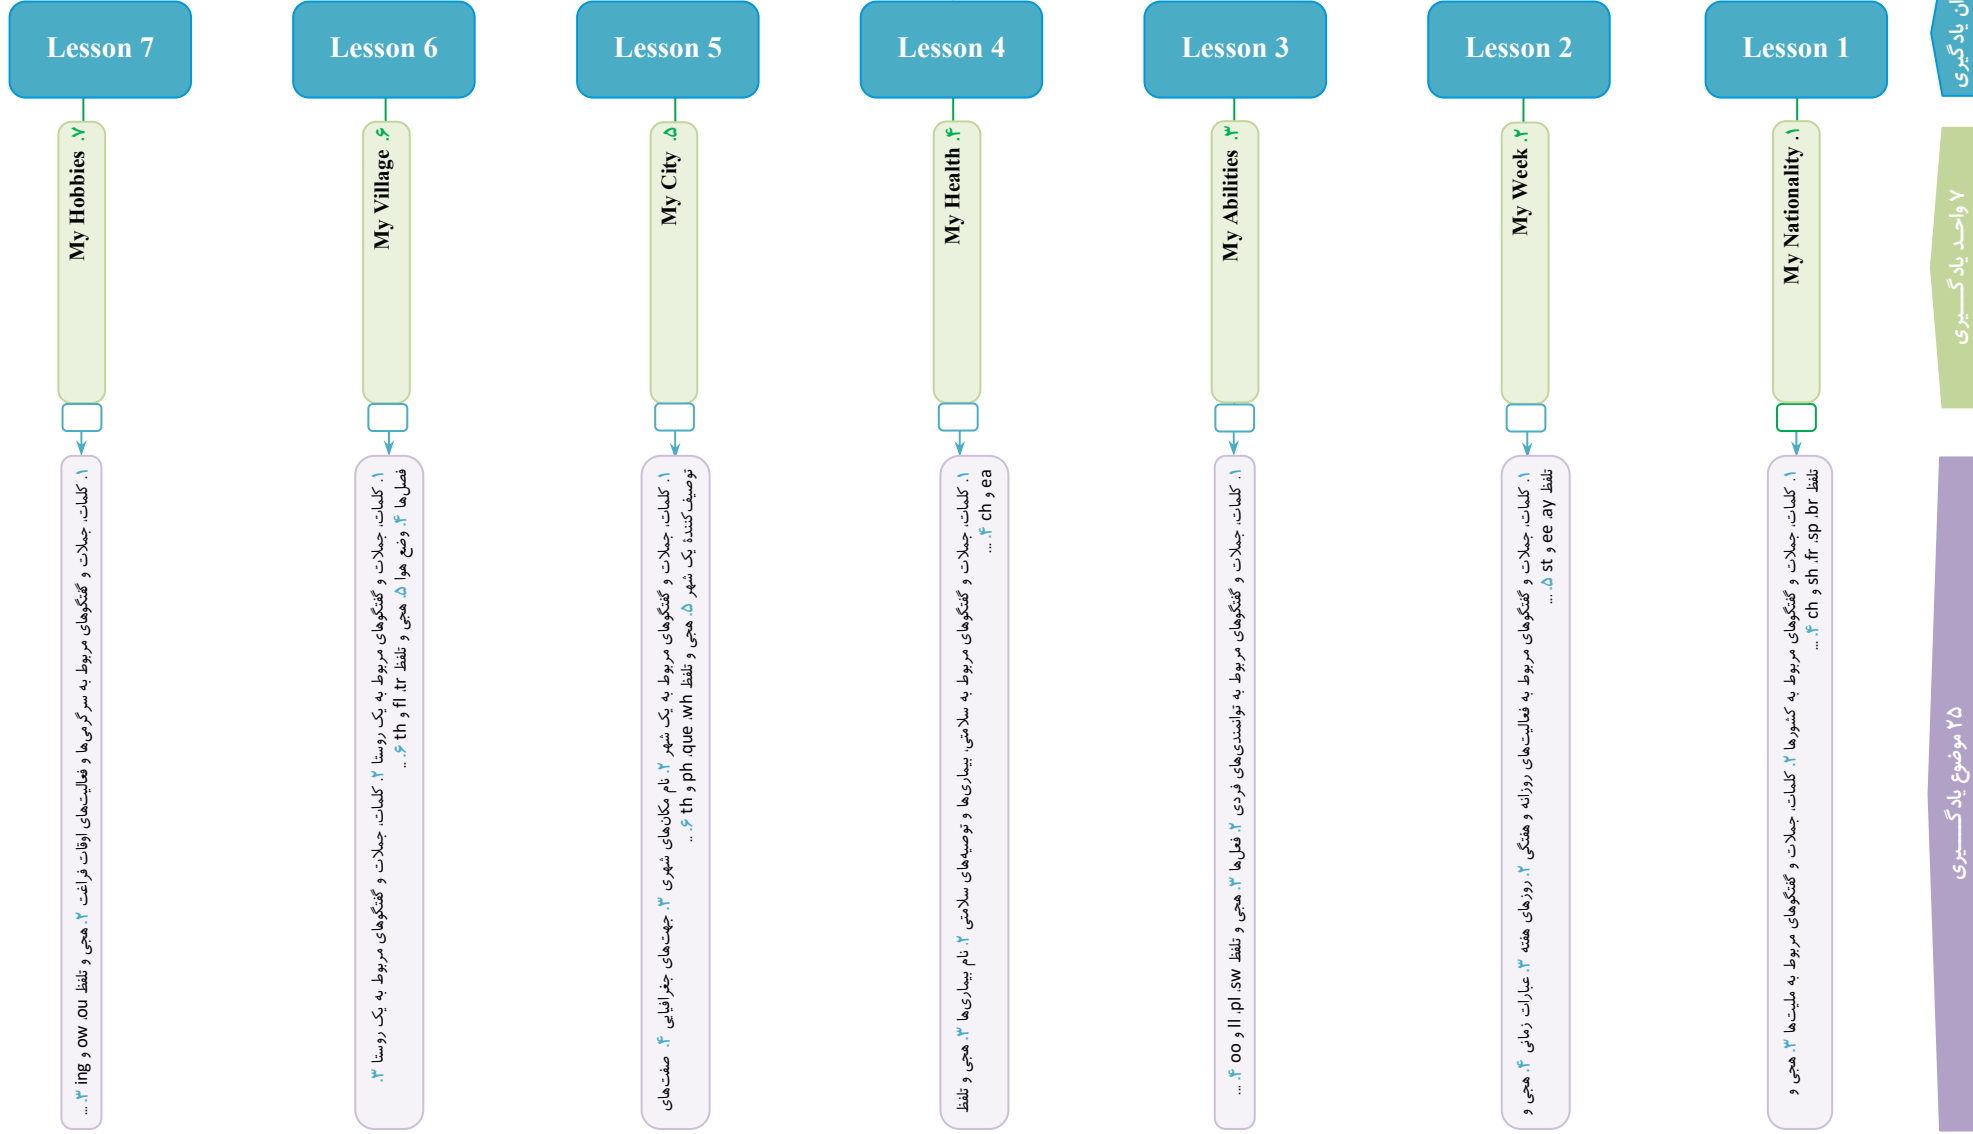 ان یادگیری
Lesson 1
Lesson 2
Lesson 3
Lesson 4
Lesson 5
Lesson 6
Lesson 7
۷ واحـد یادگـــیری
۱. My Nationality
۲. My Week
۳. My Abilities
۴. My Health
۵. My City
۶. My Village
۷. My Hobbies
۲۵ موضوع یادگـــیری
۱. کلمات، جملات و گفتگوهای مربوط به کشورها ۲. کلمات، جملات و گفتگوهای مربوط به ملیت‌ها ۳. هجی و
تلفظ sh ،fr ،sp ،br و ch ۴. ...
۱. کلمات، جملات و گفتگوهای مربوط به فعالیت‌های روزانه و هفتگی ۲. روزهای هفته ۳. عبارات زمانی ۴. هجی و
تلفظ ee ،ay و st ۵. ...
۱. کلمات، جملات و گفتگوهای مربوط به توانمندی‌های فردی ۲. فعل‌ها ۳. هجی و تلفظ ll ،pl ،sw و oo ۴. ...
۱. کلمات، جملات و گفتگوهای مربوط به سلامتی، بیماری‌ها و توصیه‌های سلامتی ۲. نام بیماری‌ها ۳. هجی و تلفظ
ea و ch ۴. ...
۱. کلمات، جملات و گفتگوهای مربوط به یک شهر ۲. نام مکان‌های شهری ۳. جهت‌های جغرافیایی ۴. صفت‌های
توصیف‌کنندهٔ یک شهر ۵. هجی و تلفظ ph ،que ،wh و th ۶. ..
۱. کلمات، جملات و گفتگوهای مربوط به یک روستا ۲. کلمات، جملات و گفتگوهای مربوط به یک روستا ۳.
فصل‌ها ۴. وضع هوا ۵. هجی و تلفظ fl ،tr و th ۶. ..
۱. کلمات، جملات و گفتگوهای مربوط به سرگرمی‌ها و فعالیت‌های اوقات فراغت ۲. هجی و تلفظ ow ،ou و ing ۳. ...